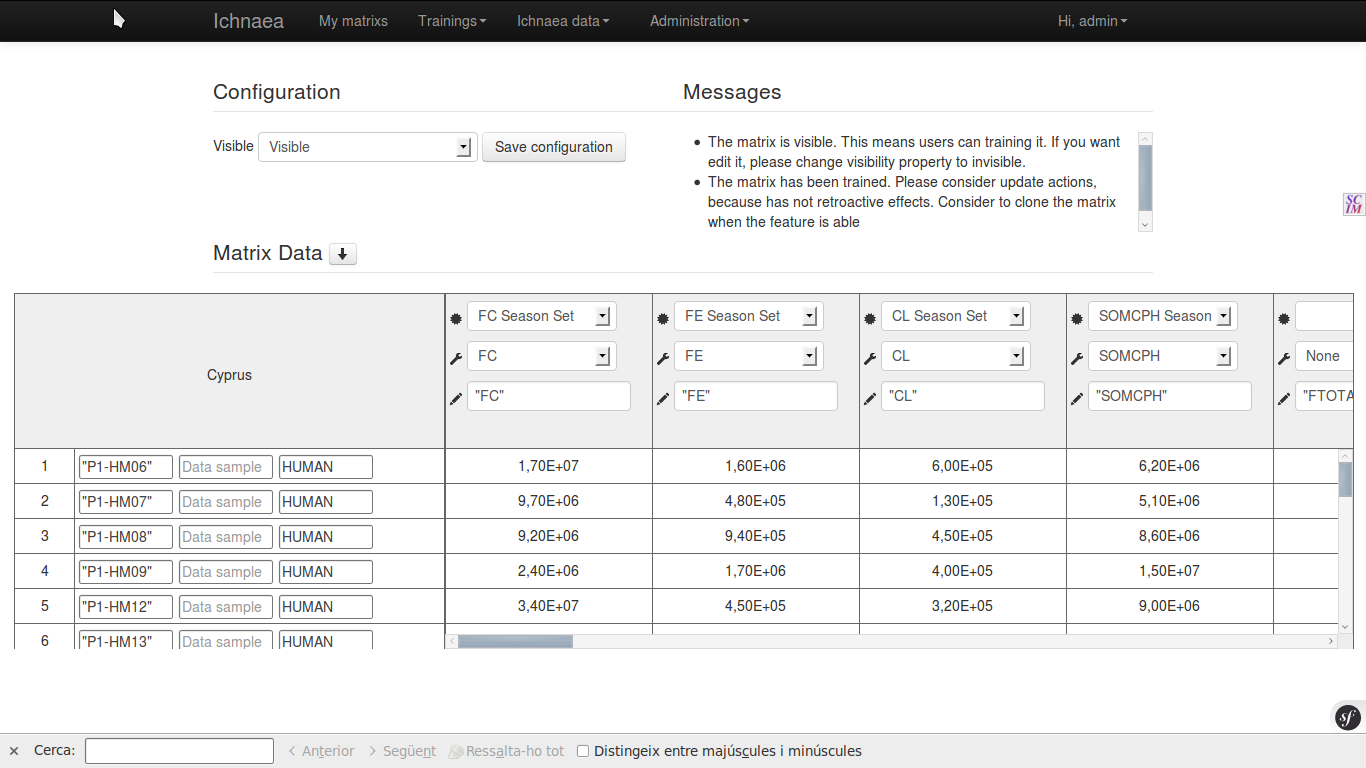 Ichnaea My matrixs Trainings Ichnaea data Administration Hi, admin
Configuration
Visible Visible Save configuration
Messages
The matrix is visible. This means users can training it. If you want
edit it, please change visibility property to invisible.
The matrix has been trained. Please consider update actions,
because has not retroactive effects. Consider to clone the matrix
when the feature is able
SC
IM
Matrix Data
Cyprus
FC Season Set FE Season Set CL Season Set SOMCPH Season
FC FE CL SOMCPH None
"FC" "FE" "CL" "SOMCPH" "FTOTA
1 "P1-HM06" Data sample HUMAN 1,70E+07 1,60E+06 6,00E+05 6,20E+06
2 "P1-HM07" Data sample HUMAN 9,70E+06 4,80E+05 1,30E+05 5,10E+06
3 "P1-HM08" Data sample HUMAN 9,20E+06 9,40E+05 4,50E+05 8,60E+06
4 "P1-HM09" Data sample HUMAN 2,40E+06 1,70E+06 4,00E+05 1,50E+07
5 "P1-HM12" Data sample HUMAN 3,40E+07 4,50E+05 3,20E+05 9,00E+06
6 "P1-HM13" Data sample HUMAN
sf
× Cerca: Anterior Següent Ressalta-ho tot Distingeix entre majúscules i minúscules